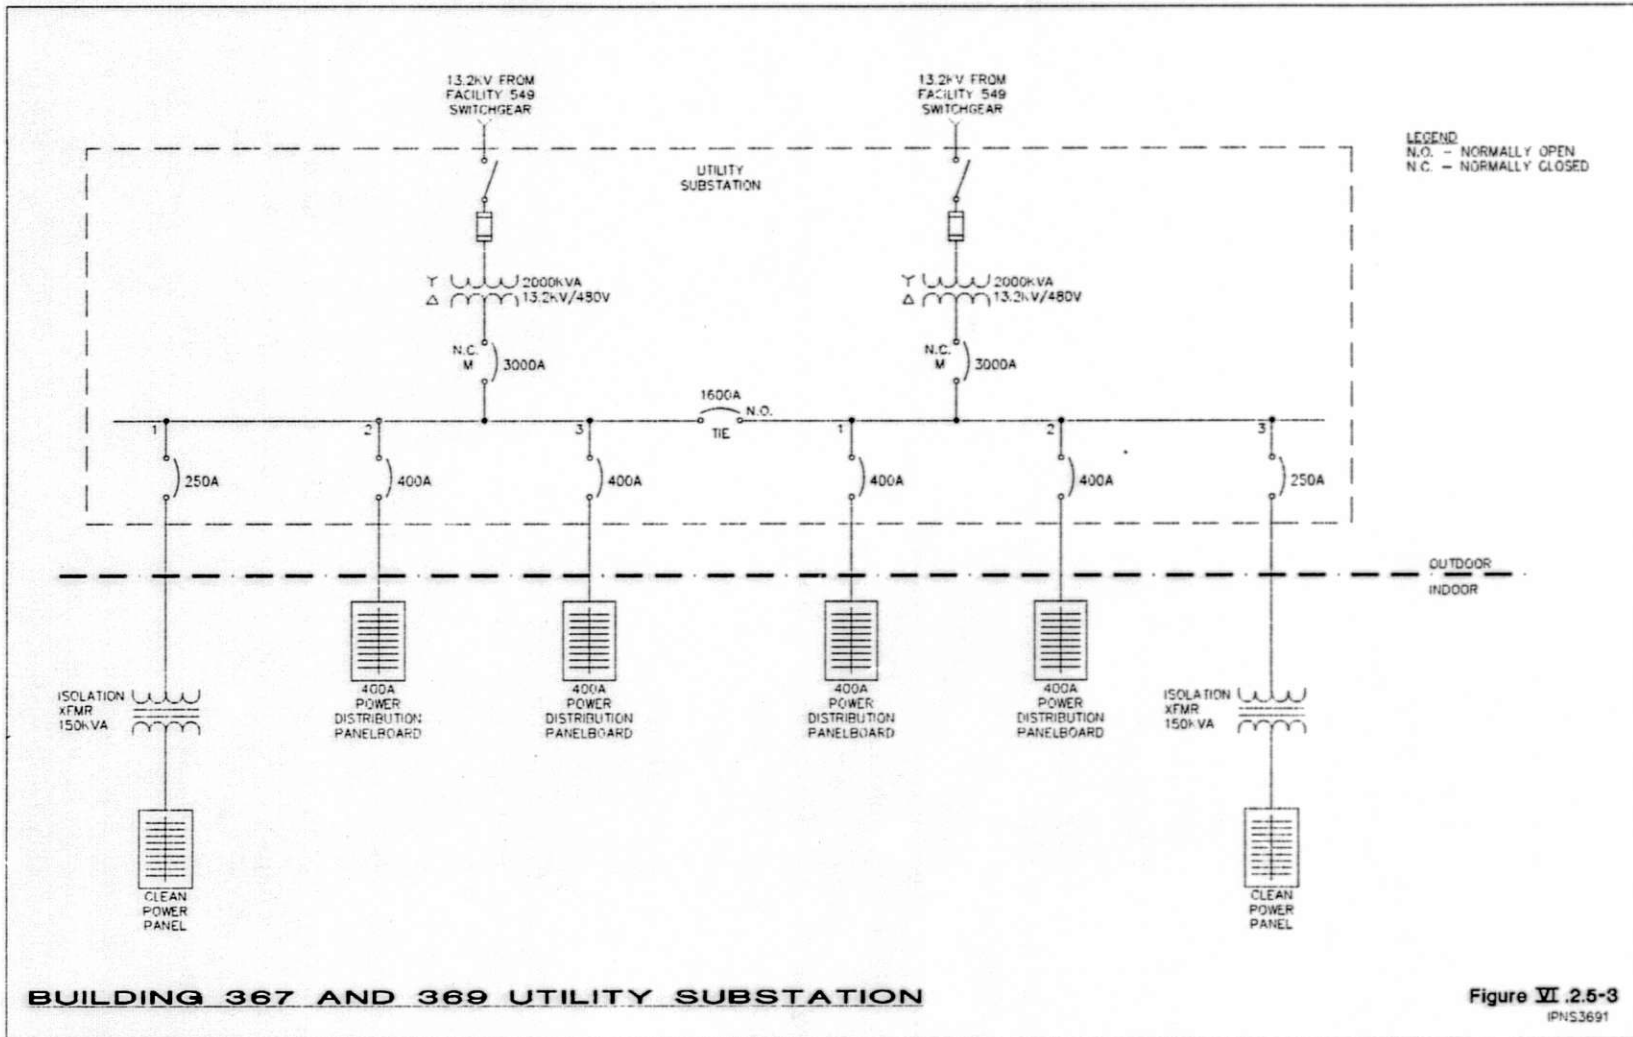 13.2KV FROM
FACILITY 549
SWITCHGEAR
13.2KV FROM
FACILITY 549
SWITCHGEAR
LEGEND
N.O. - NORMALLY OPEN
N.C. - NORMALLY CLOSED
UTILITY
SUBSTATION
2000KVA
13.2KV/480V
2000KVA
13.2KV/480V
N.C.
M
3000A
N.C.
M
3000A
1600A
N.O.
TIE
1
2
3
1
2
3
250A
400A
400A
400A
400A
250A
OUTDOOR
INDOOR
400A
POWER
DISTRIBUTION
PANELBOARD
400A
POWER
DISTRIBUTION
PANELBOARD
400A
POWER
DISTRIBUTION
PANELBOARD
400A
POWER
DISTRIBUTION
PANELBOARD
ISOLATION
XFMR
150KVA
ISOLATION
XFMR
150KVA
CLEAN
POWER
PANEL
CLEAN
POWER
PANEL
BUILDING 367 AND 369 UTILITY SUBSTATION
Figure VI.2.5-3
IPNS3691